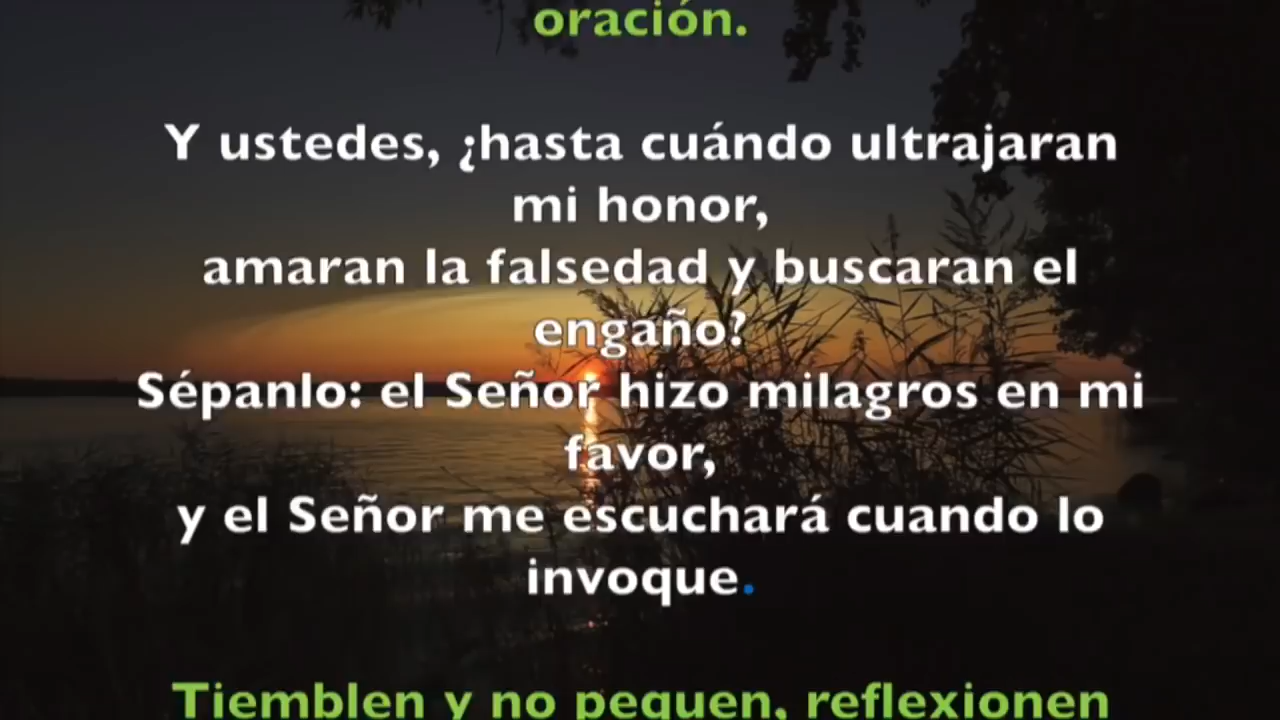 oración.
Y ustedes, ¿hasta cuándo ultrajaran
mi honor,
amaran la falsedad y buscaran el
engaño?
Sépanlo: el Señor hizo milagros en mi
favor,
y el Señor me escuchará cuando lo
invoque.
Tiemblen y no pequen, reflexionen